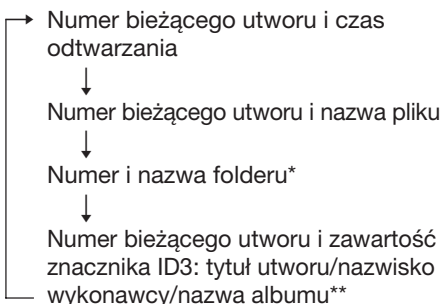 Numer bieżącego utworu i czas
odtwarzania
Numer bieżącego utworu i nazwa pliku
Numer i nazwa folderu*
Numer bieżącego utworu i zawartość
znacznika ID3: tytuł utworu/nazwisko
wykonawcy/nazwa albumu**